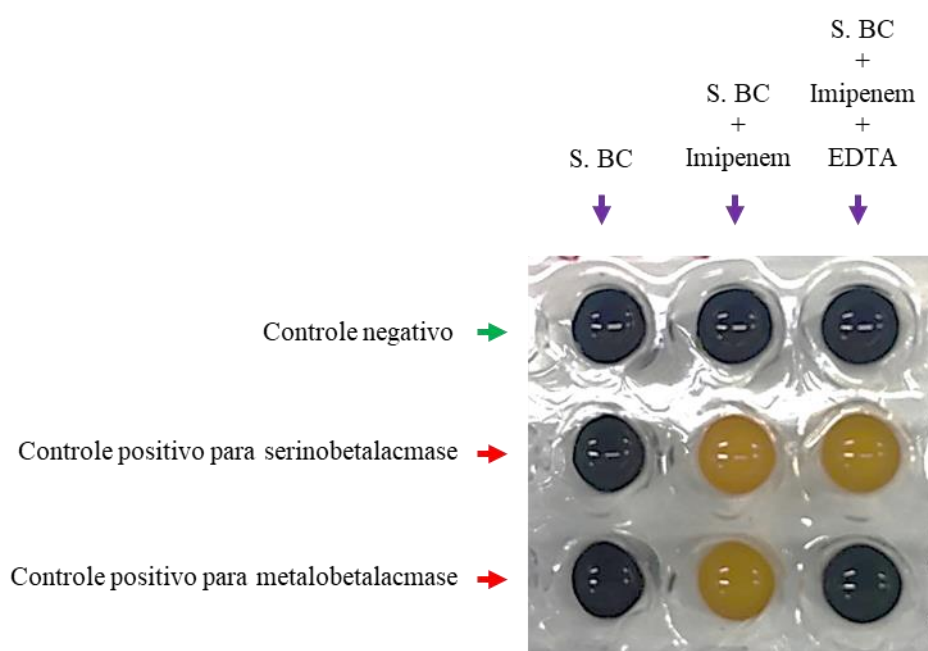 S. BC
S. BC
+
Imipenem
S. BC
+
Imipenem
+
EDTA
Controle negativo
Controle positivo para serinobetalacmase
Controle positivo para metalobetalacmase